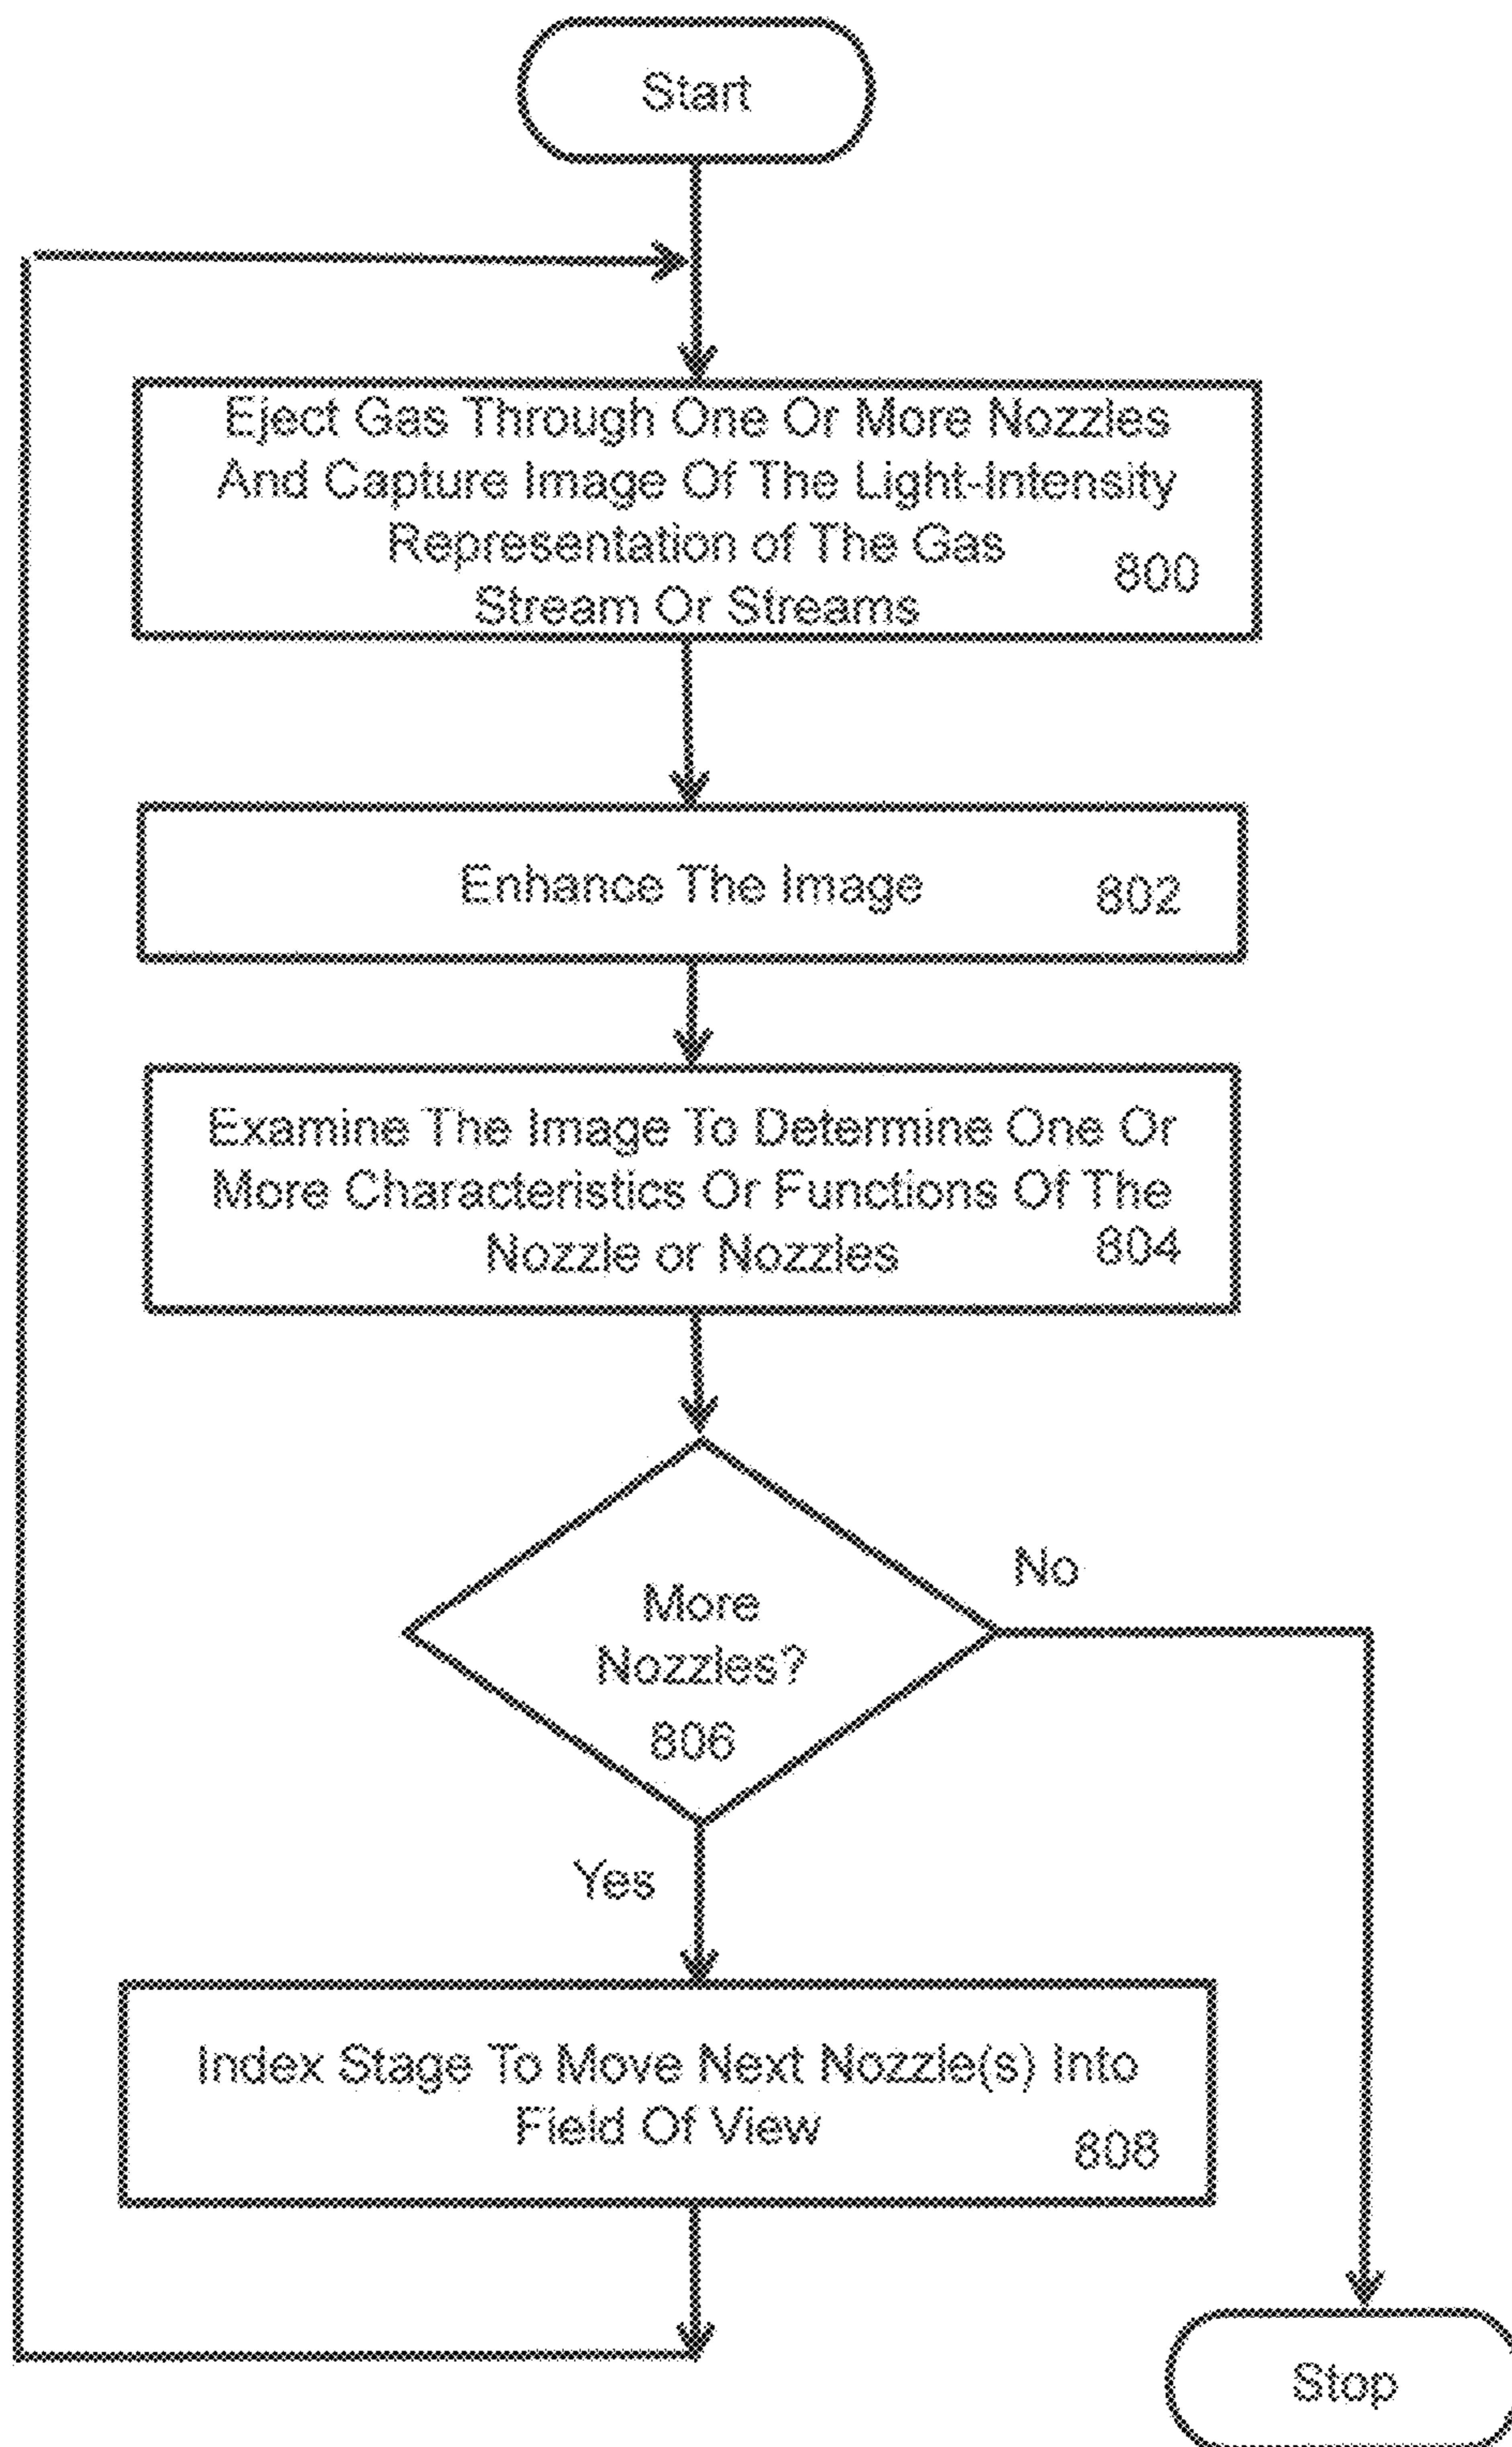 Start
Eject Gas Through One Or More Nozzles
And Capture Image Of The Light-Intensity
Representation of The Gas
800
Stream Or Streams
Enhance The Image
802
Examine The Image To Determine One Or
More Characteristics Or Functions Of The
Nozzle or Nozzles
804
More
Nozzles?
806
No
Yes
Index Stage To Move Next Nozzle(s) Into
Field Of View
808
Stop